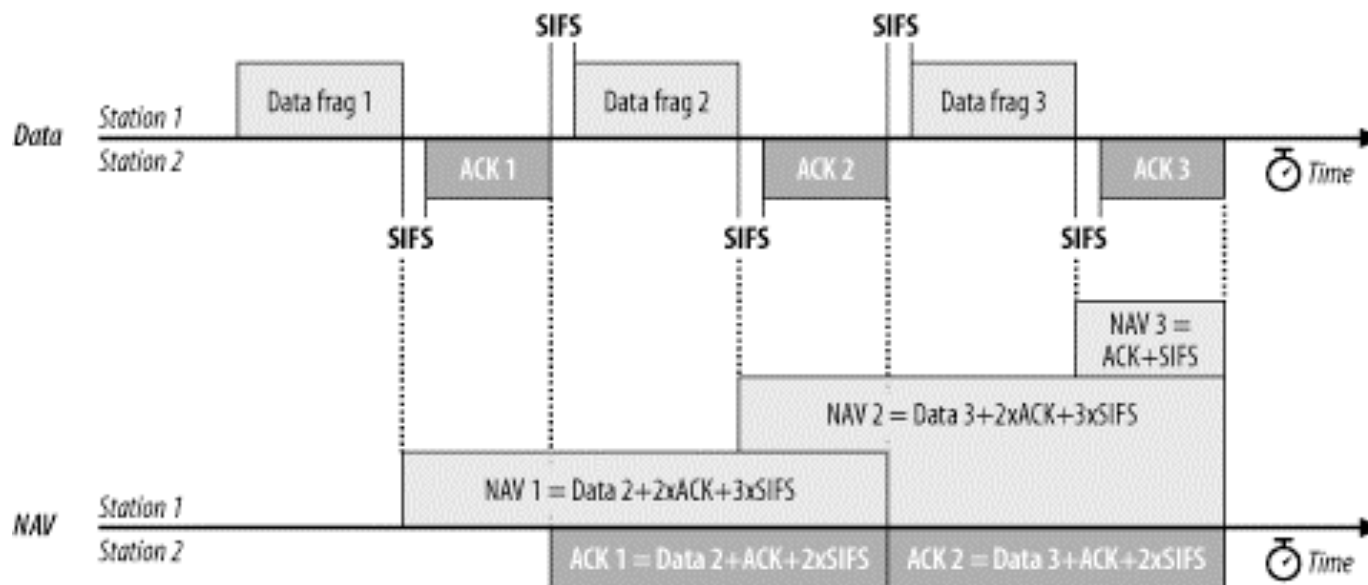 SIFS
SIFS
Data frag 1
Data frag 2
Data frag 3
Data
Station 1
Station 2
ACK 1
ACK 2
ACK 3
Time
SIFS
SIFS
SIFS
NAV 3 =
ACK+SIFS
NAV 2 = Data 3+2xACK+3xSIFS
NAV 1 = Data 2+2xACK+3xSIFS
NAV
Station 1
Station 2
ACK 1 = Data 2+ACK+2xSIFS
ACK 2 = Data 3+ACK+2xSIFS
Time